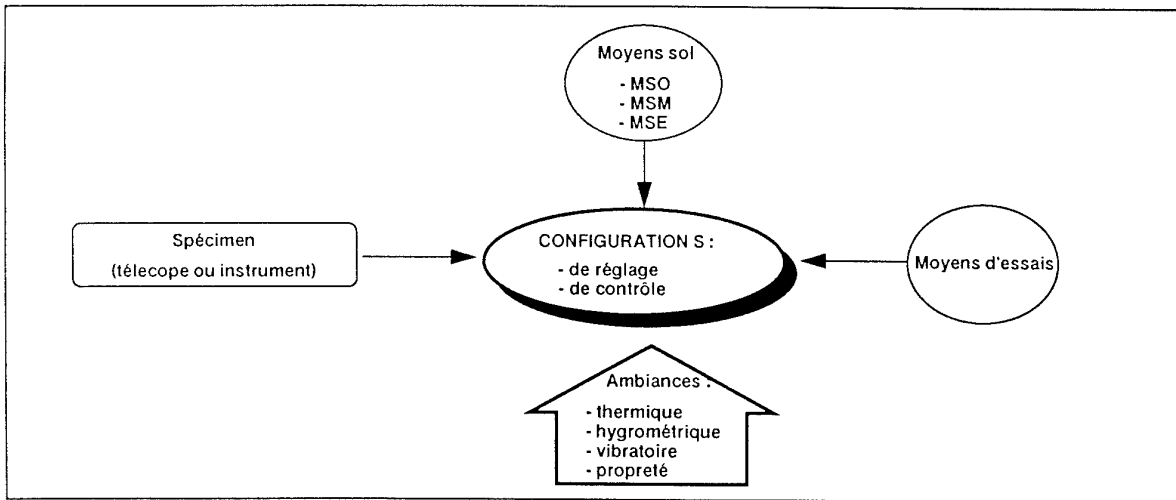 Moyens sol
- MSO
- MSM
- MSE
Spécimen
(télecope ou instrument)
CONFIGURATION S :
- de réglage
- de contrôle
Moyens d'essais
Ambiances :
- thermique
- hygrométrique
- vibratoire
- propreté